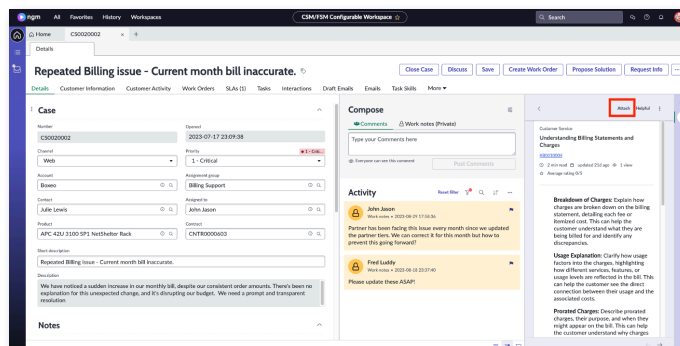 ngm All Favorites History Workspaces CSM/FSM Configurable Workspace Search
Home CS0020002 × +
Details
Repeated Billing issue - Current month bill inaccurate.
Close Case Discuss Save Create Work Order Propose Solution Request Info
Details Customer Information Customer Activity Work Orders SLAs (1) Tasks Interactions Draft Emails Emails Task Skills More
Case
Number
CS0020002
Opened
2023-07-17 23:09:38
Channel
Web
Priority
1 - Criti...
1 - Critical
Account
Boxeo
Assignment group
Billing Support
Contact
Julie Lewis
Assigned to
John Jason
Product
APC 42U 3100 SP1 NetShelter Rack
Contract
CNTR0000603
Short description
Repeated Billing issue - Current month bill inaccurate.
Description
We have noticed a sudden increase in our monthly bill, despite our consistent order amounts. There's been no
explanation for this unexpected change, and it's disrupting our budget. We need a prompt and transparent
resolution
Notes
Compose
Comments Work notes (Private)
Type your Comments here
Everyone can see this comment
Post Comments
Activity
Reset filter
John Jason
Work notes • 2023-08-29 17:55:36
Partner has been facing this issue every month since we updated
the partner tiers. We can correct it for this month but how to
prevent this going forward?
Fred Luddy
Work notes •
Please update these ASAP!
Attach Helpful
Customer Service
Understanding Billing Statements and
Charges
2 min read updated 21d ago 1 view
Average rating 0/5
Breakdown of Charges: Explain how
charges are broken down on the billing
statement, detailing each fee or
itemized cost. This can help the
customer understand what they are
being billed for and identify any
discrepancies.
Usage Explanation: Clarify how usage
factors into the charges, highlighting
how different services, features, or
usage levels are reflected in the bill. This
can help the customer see the direct
connection between their usage and the
associated costs.
Prorated Charges: Describe prorated
charges, their purpose, and when they
might appear on the bill. This can help
the customer understand why charges